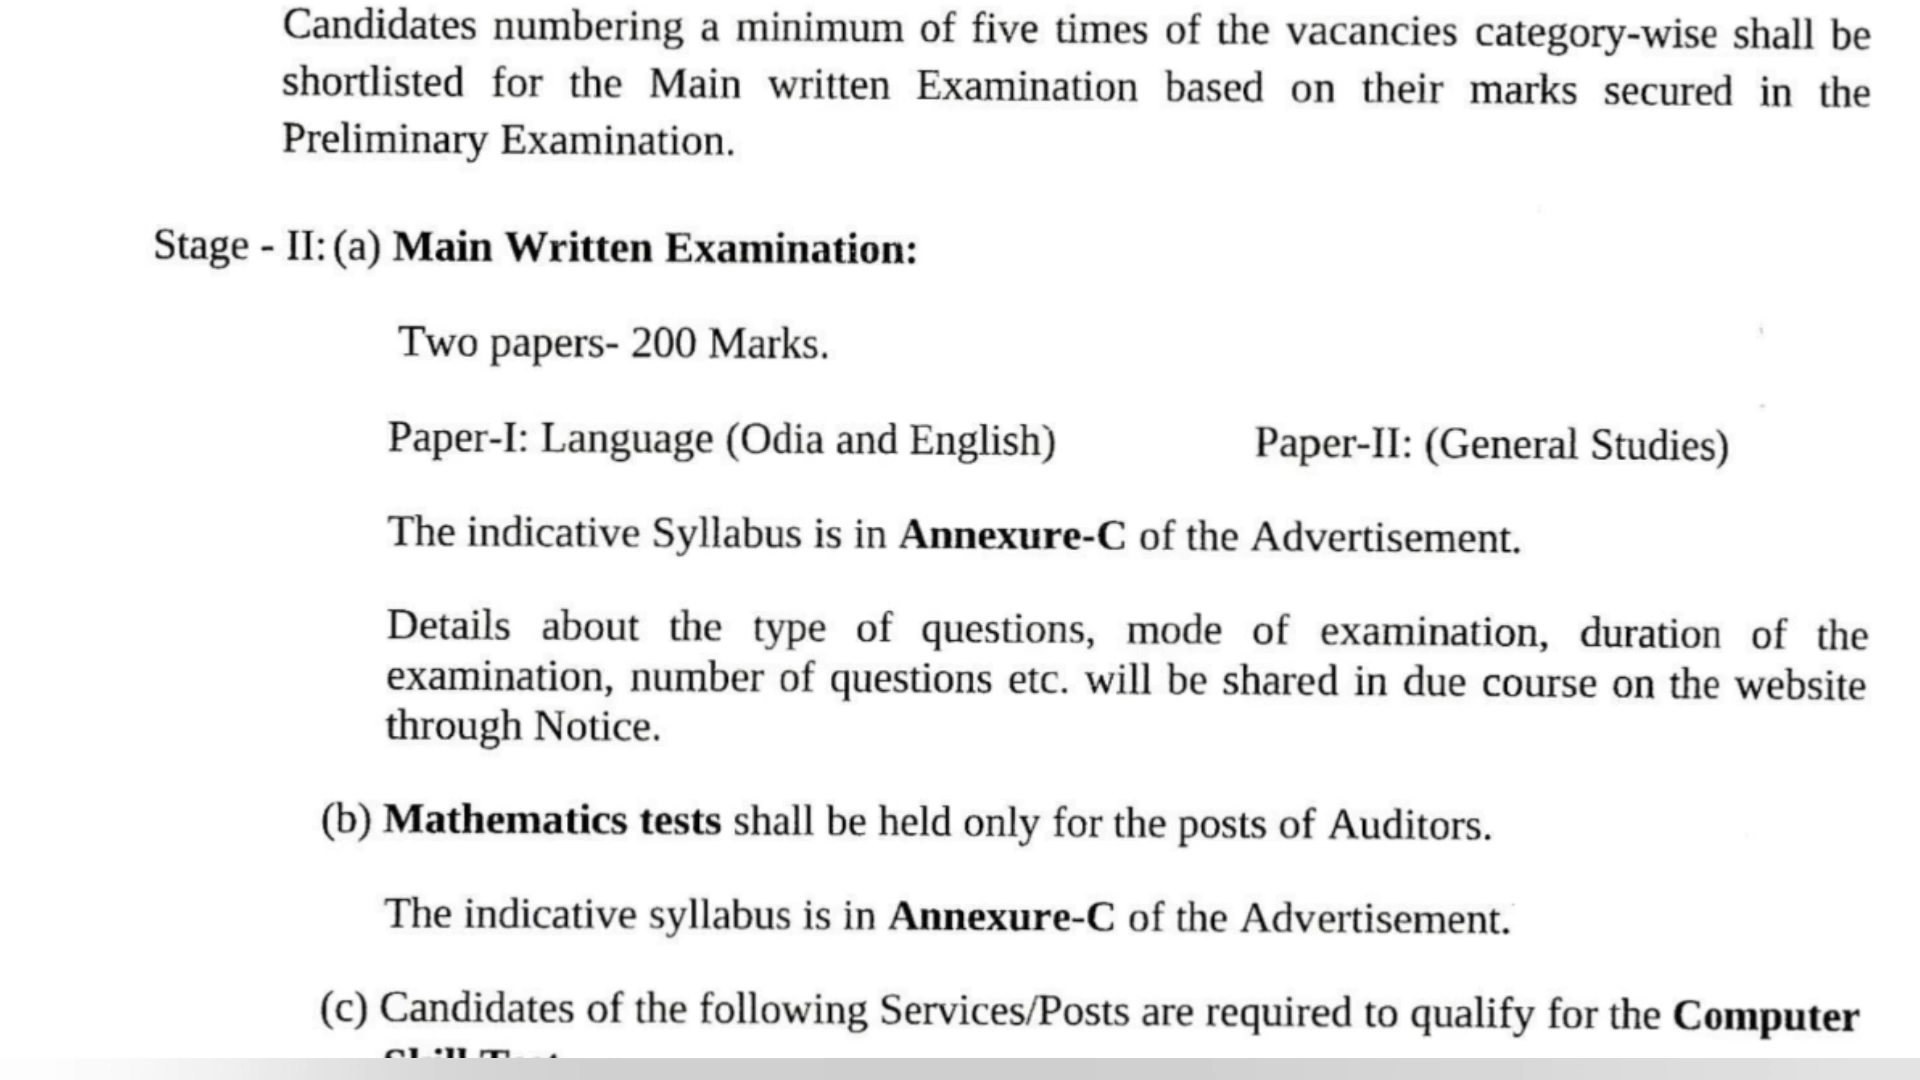 Candidates numbering a minimum of five times of the vacancies category-wise shall be
shortlisted for the Main written Examination based on their marks secured in the
Preliminary Examination.
Stage - II: (a) Main Written Examination:
Two papers- 200 Marks.
Paper-I: Language (Odia and English) Paper-II: (General Studies)
The indicative Syllabus is in Annexure-C of the Advertisement.
Details about the type of questions, mode of examination, duration of the
examination, number of questions etc. will be shared in due course on the website
through Notice.
(b) Mathematics tests shall be held only for the posts of Auditors.
The indicative syllabus is in Annexure-C of the Advertisement.
(c) Candidates of the following Services/Posts are required to qualify for the Computer
Skill Test